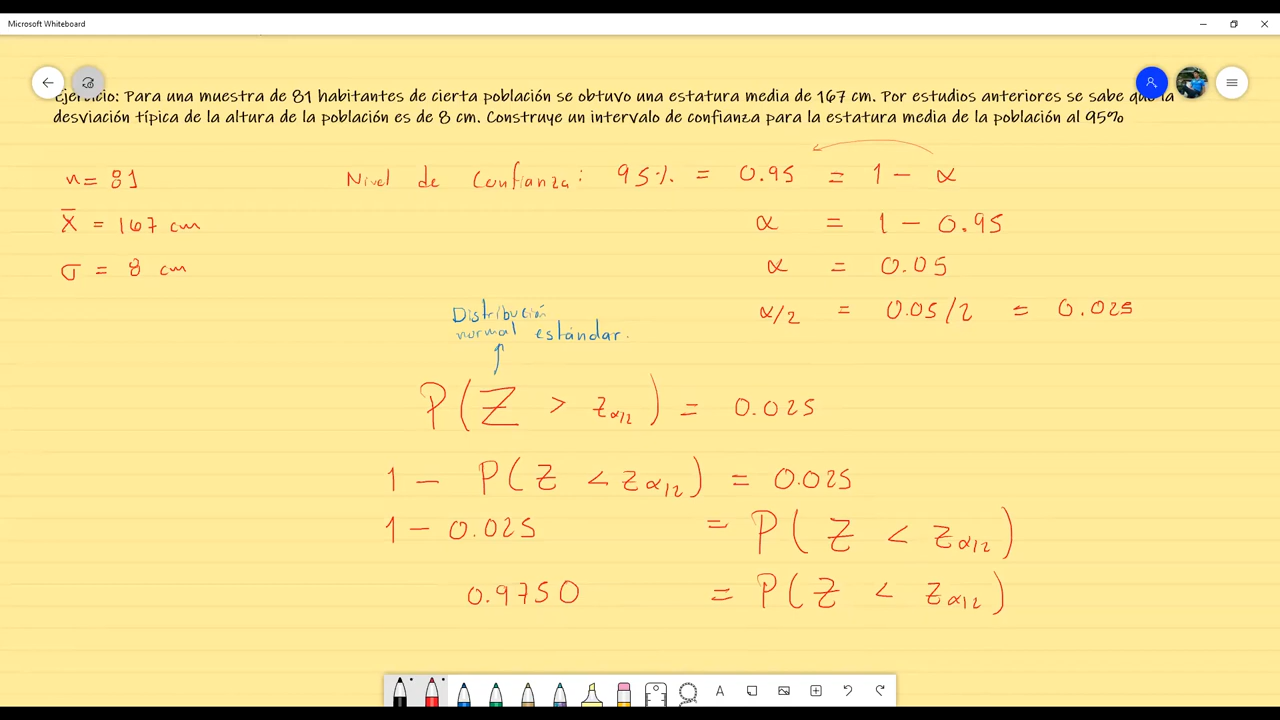 Microsoft Whiteboard
Ejercicio: Para una muestra de 81 habitantes de cierta población se obtuvo una estatura media de 167 cm. Por estudios anteriores se sabe que la
desviación típica de la altura de la población es de 8 cm. Construye un intervalo de confianza para la estatura media de la población al 95%
n = 81
Nivel de Confianza: 95% = 0.95 = 1 - α
X̄ = 167 cm
α = 1 - 0.95
σ = 8 cm
α = 0.05
α/2 = 0.05/2 = 0.025
Distribución
normal estándar.
P(Z > z_{α/2}) = 0.025
1 - P(Z < z_{α/2}) = 0.025
1 - 0.025 = P(Z < z_{α/2})
0.9750 = P(Z < z_{α/2})
A